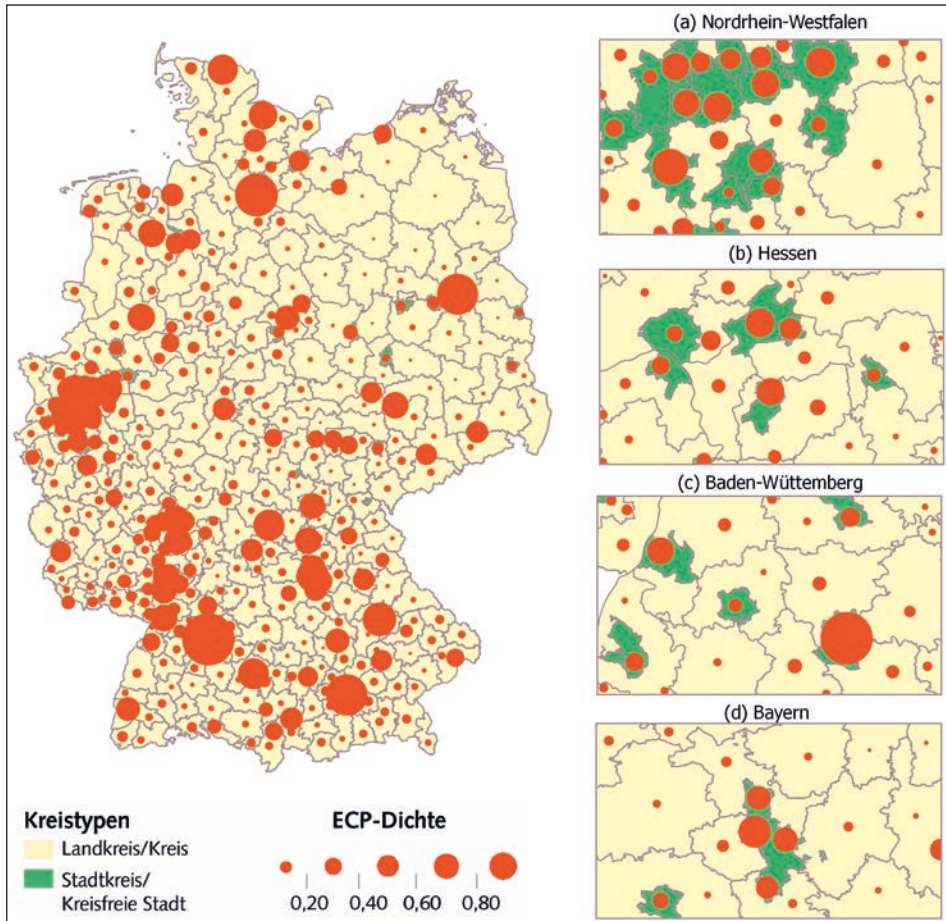 (a) Nordrhein-Westfalen
(b) Hessen
(c) Baden-Wüttemberg
(d) Bayern
Kreistypen
Landkreis/Kreis
Stadtkreis/
Kreisfreie Stadt
ECP-Dichte
0,20 0,40 0,60 0,80